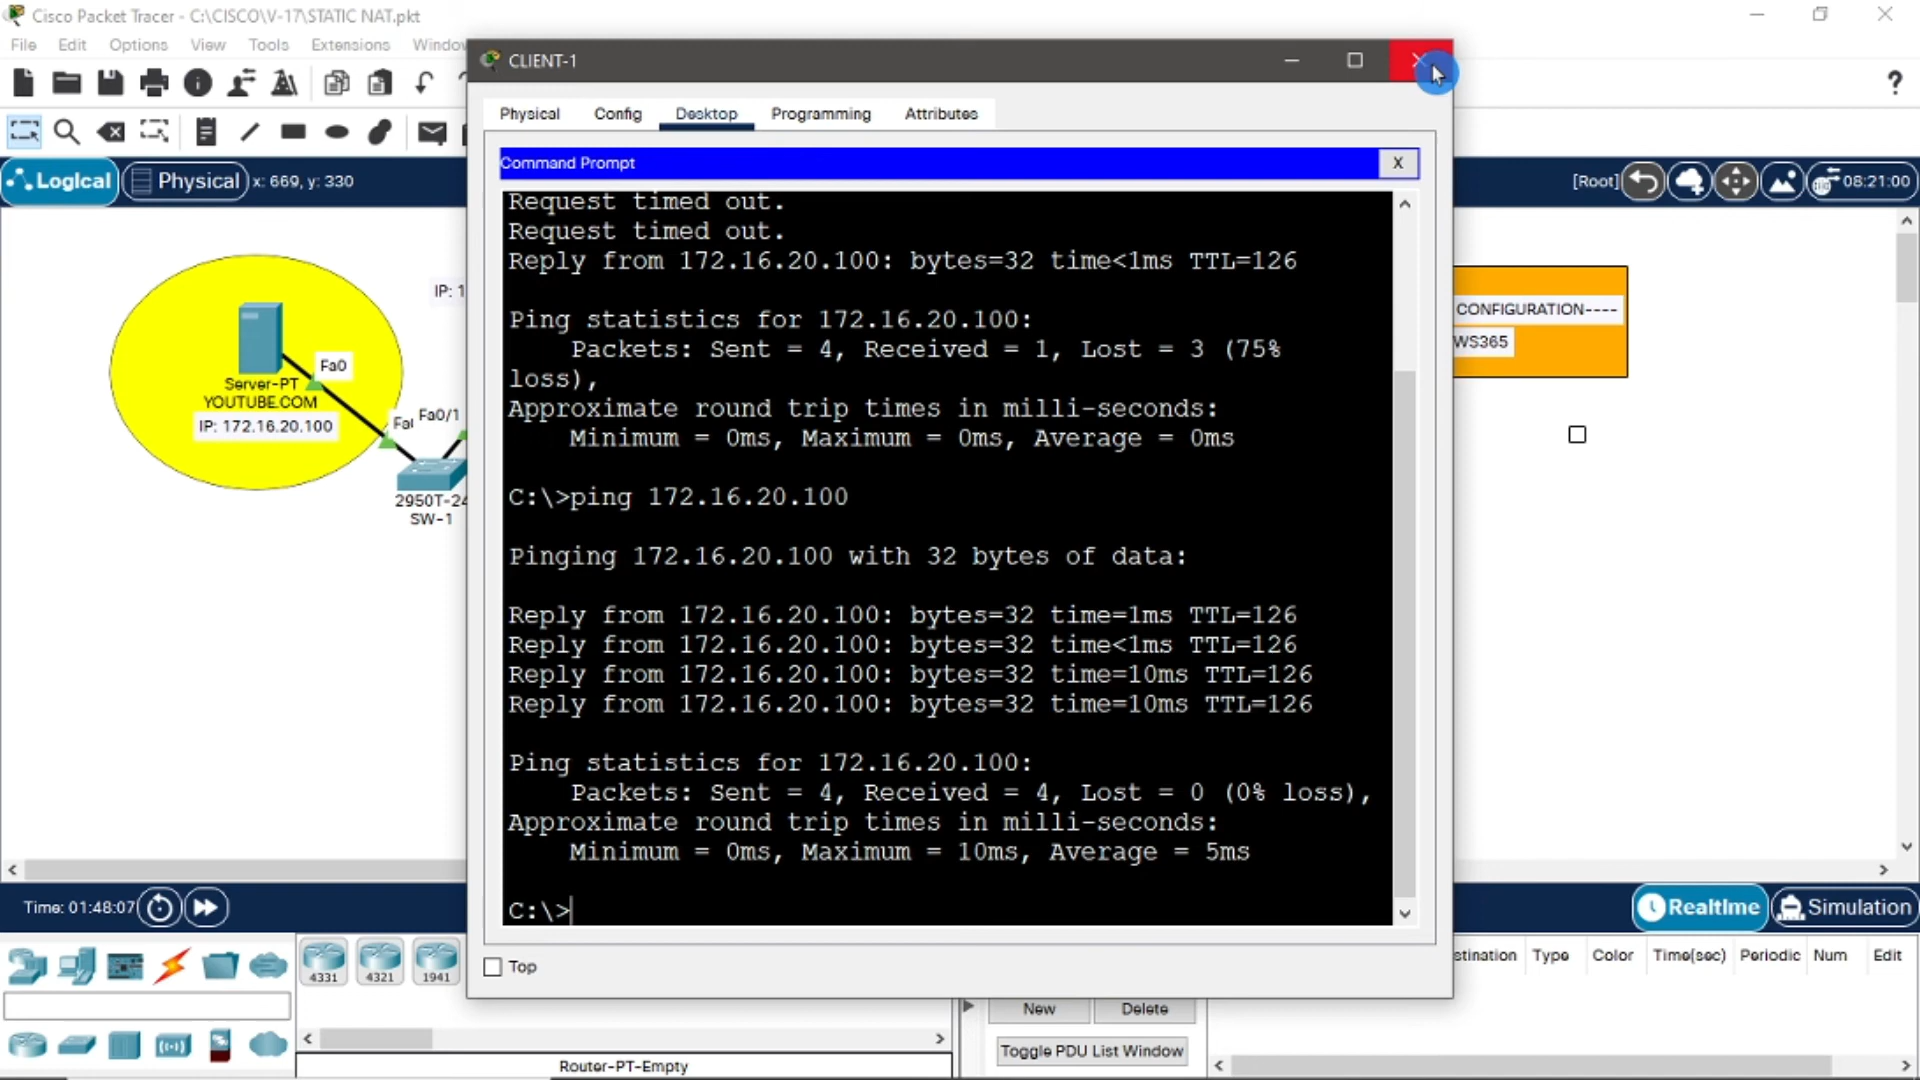 Cisco Packet Tracer - C:\CISCO\V-17\STATIC NAT.pkt
File Edit Options View Tools Extensions Window
CLIENT-1
?
Physical Config Desktop Programming Attributes
Command Prompt
X
Logical Physical x: 669, y: 330
[Root] 08:21:00
Request timed out.
Request timed out.
Reply from 172.16.20.100: bytes=32 time<1ms TTL=126
Ping statistics for 172.16.20.100:
Packets: Sent = 4, Received = 1, Lost = 3 (75%
loss),
Approximate round trip times in milli-seconds:
Minimum = 0ms, Maximum = 0ms, Average = 0ms
C:\>ping 172.16.20.100
Pinging 172.16.20.100 with 32 bytes of data:
Reply from 172.16.20.100: bytes=32 time=1ms TTL=126
Reply from 172.16.20.100: bytes=32 time<1ms TTL=126
Reply from 172.16.20.100: bytes=32 time=10ms TTL=126
Reply from 172.16.20.100: bytes=32 time=10ms TTL=126
Ping statistics for 172.16.20.100:
Packets: Sent = 4, Received = 4, Lost = 0 (0% loss),
Approximate round trip times in milli-seconds:
Minimum = 0ms, Maximum = 10ms, Average = 5ms
C:\>
Top
IP: 1
Fa0
Server-PT
YOUTUBE.COM
IP: 172.16.20.100
Fa0/1
2950T-24
SW-1
CONFIGURATION----
WS365
Time: 01:48:07
Realtime Simulation
4331 4321 1941
stination Type Color Time(sec) Periodic Num Edit
New Delete
Toggle PDU List Window
Router-PT-Empty